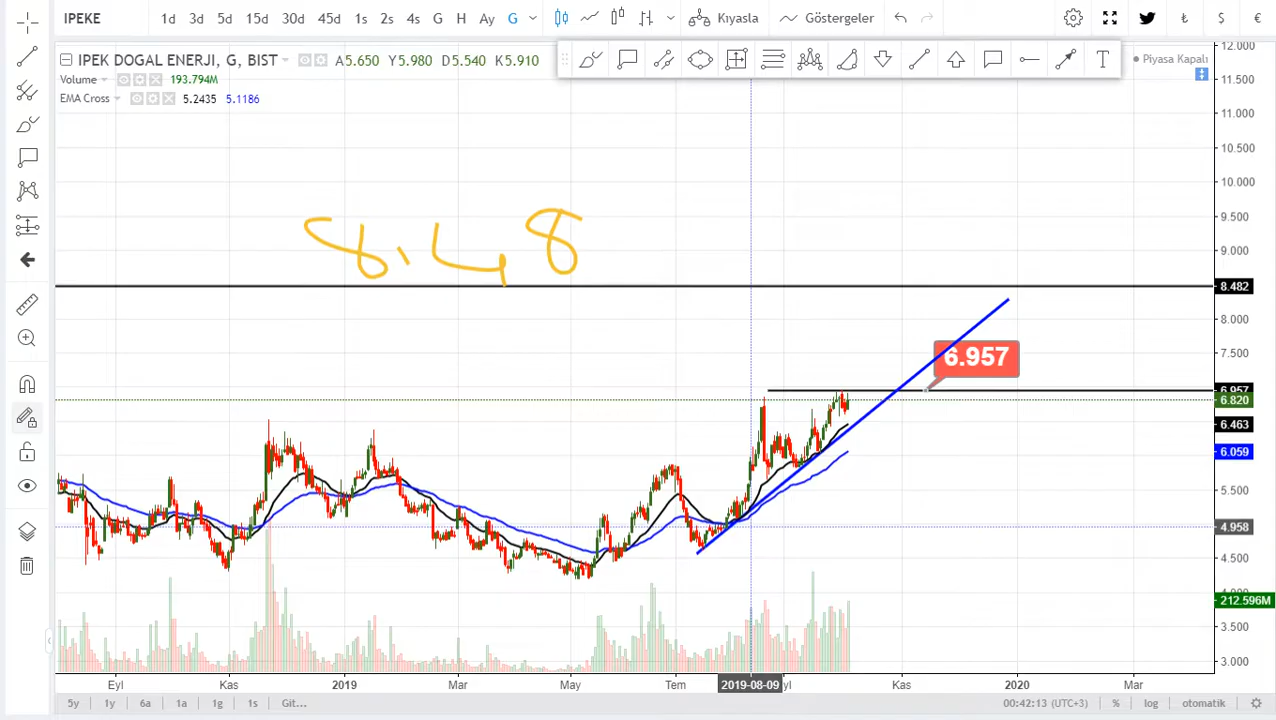 IPEKE 1d 3d 5d 15d 30d 45d 1s 2s 4s G H Ay G Kıyasla Göstergeler ₺ $ €
IPEK DOGAL ENERJI, G, BIST A5.650 Y5.980 D5.540 K5.910
Piyasa Kapalı
Volume 193.794M
EMA Cross 5.2435 5.1186
T
12.000
11.500
11.000
10.500
10.000
9.500
9.000
8.48
8.482
8.000
7.500
6.957
6.957
6.820
6.463
6.059
5.500
4.958
4.500
4.000
212.596M
3.500
3.000
Eyl Kas 2019 Mar May Tem 2019-08-09 yl Kas 2020 Mar
5y 1y 6a 1a 1g 1s Git... 00:42:13 (UTC+3) % log otomatik